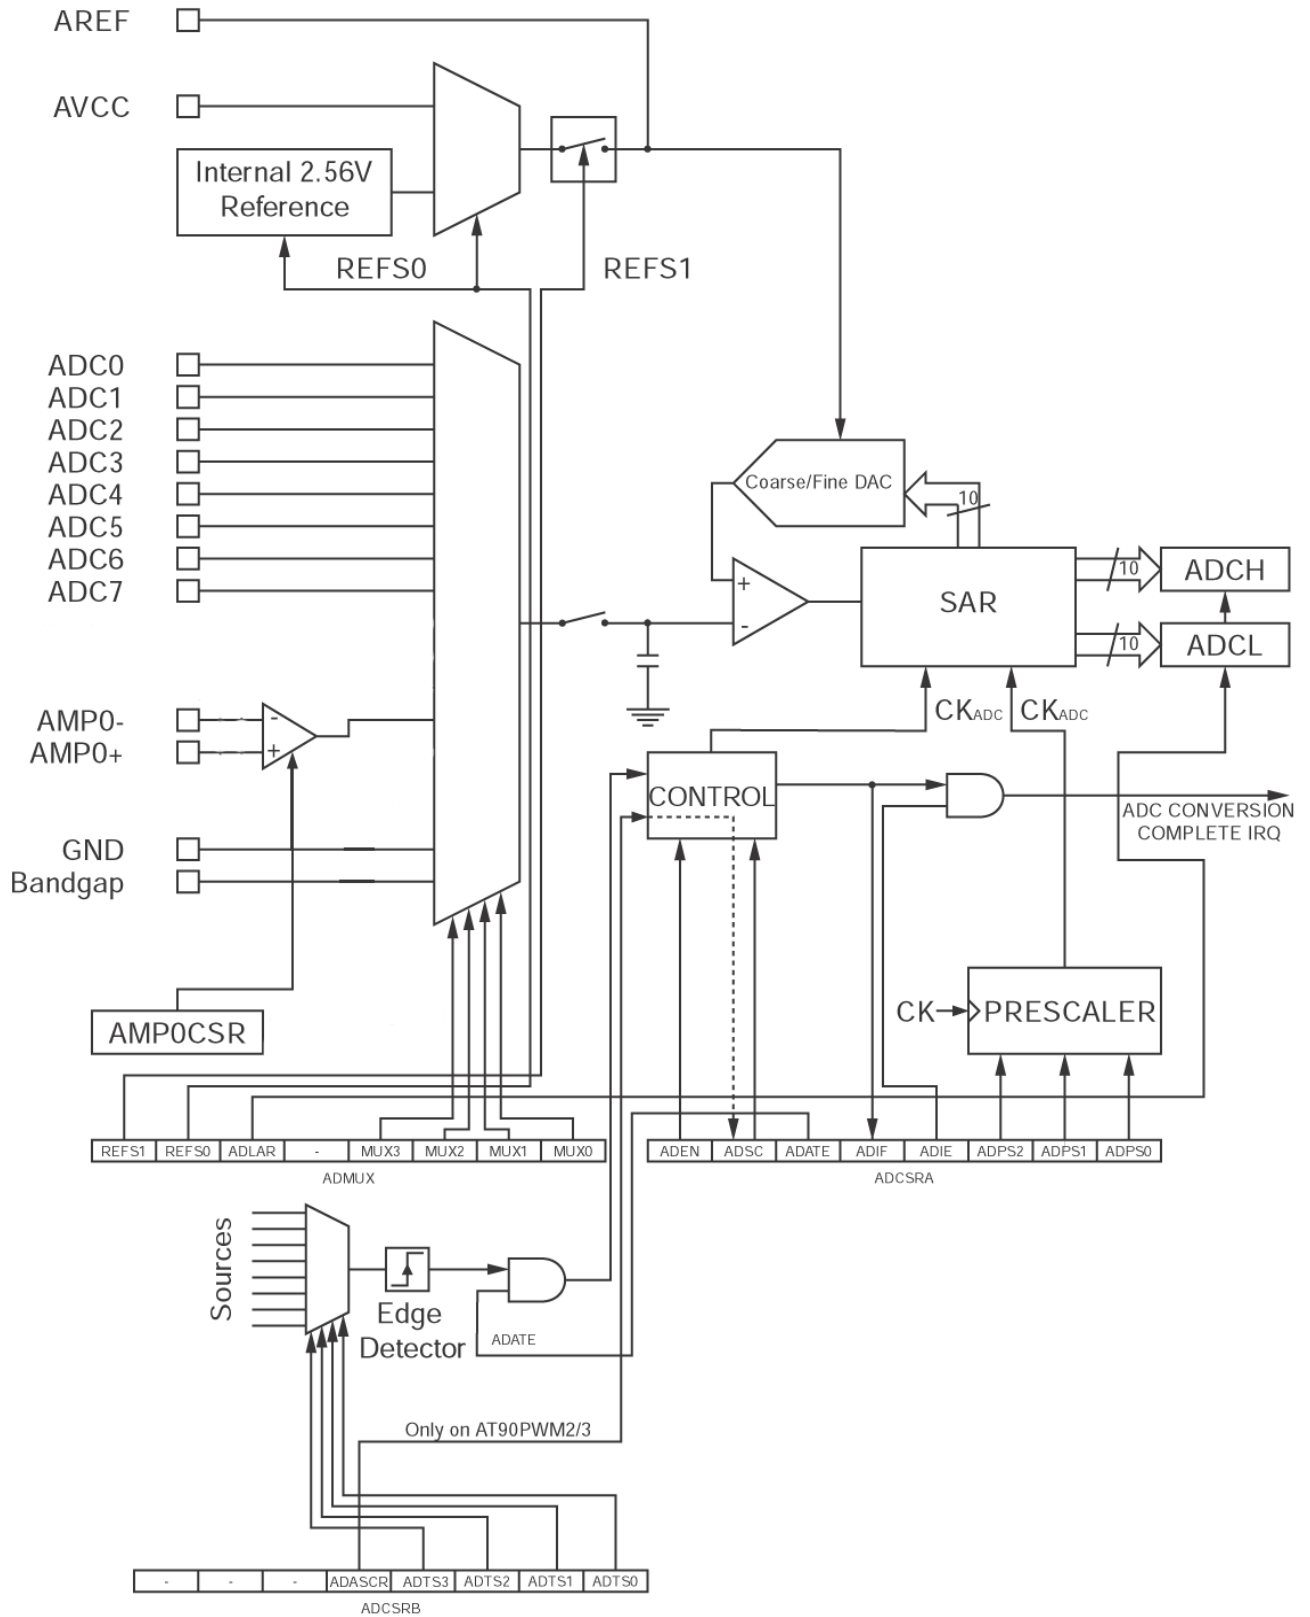 AREF
AVCC
Internal 2.56V
Reference
REFS0
REFS1
ADC0
ADC1
ADC2
ADC3
ADC4
ADC5
ADC6
ADC7
Coarse/Fine DAC
10
+
-
SAR
10
ADCH
10
ADCL
AMP0-
AMP0+
-
+
CKADC
CKADC
CONTROL
ADC CONVERSION
COMPLETE IRQ
GND
Bandgap
AMP0CSR
CK
PRESCALER
REFS1 REFS0 ADLAR - MUX3 MUX2 MUX1 MUX0
ADMUX
ADEN ADSC ADATE ADIF ADIE ADPS2 ADPS1 ADPS0
ADCSRA
Sources
Edge
Detector
ADATE
Only on AT90PWM2/3
- - - ADASCR ADTS3 ADTS2 ADTS1 ADTS0
ADCSRB